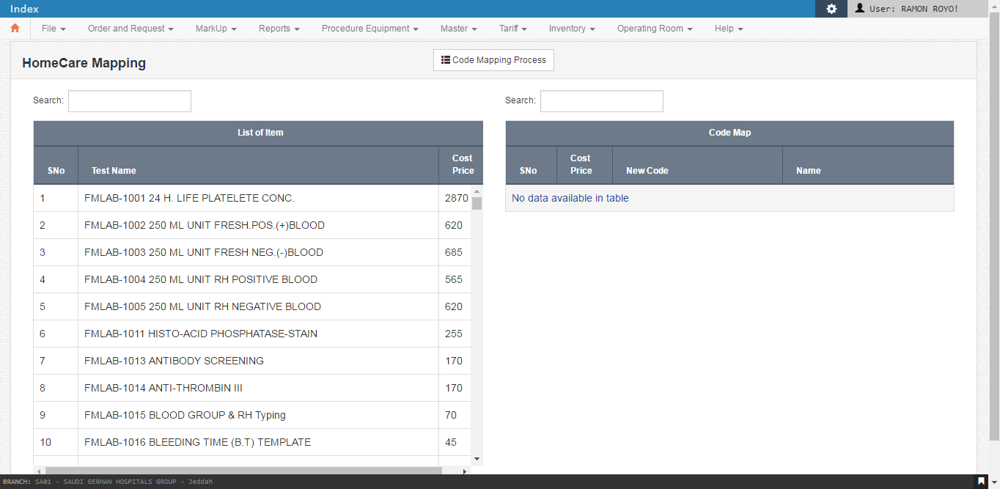 Index
User: RAMON ROYO!
File Order and Request MarkUp Reports Procedure Equipment Master Tariff Inventory Operating Room Help
HomeCare Mapping
Code Mapping Process
Search:
List of Item
SNo Test Name Cost Price
1 FMLAB-1001 24 H. LIFE PLATELETE CONC. 2870
2 FMLAB-1002 250 ML UNIT FRESH.POS.(+)BLOOD 620
3 FMLAB-1003 250 ML UNIT FRESH NEG.(-)BLOOD 685
4 FMLAB-1004 250 ML UNIT RH POSITIVE BLOOD 565
5 FMLAB-1005 250 ML UNIT RH NEGATIVE BLOOD 620
6 FMLAB-1011 HISTO-ACID PHOSPHATASE-STAIN 255
7 FMLAB-1013 ANTIBODY SCREENING 170
8 FMLAB-1014 ANTI-THROMBIN III 170
9 FMLAB-1015 BLOOD GROUP & RH Typing 70
10 FMLAB-1016 BLEEDING TIME (B.T) TEMPLATE 45
Search:
Code Map
SNo Cost Price New Code Name
No data available in table
BRANCH: SA01 - SAUDI GERMAN HOSPITALS GROUP - Jeddah